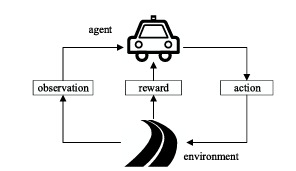 agent
observation
reward
action
environment